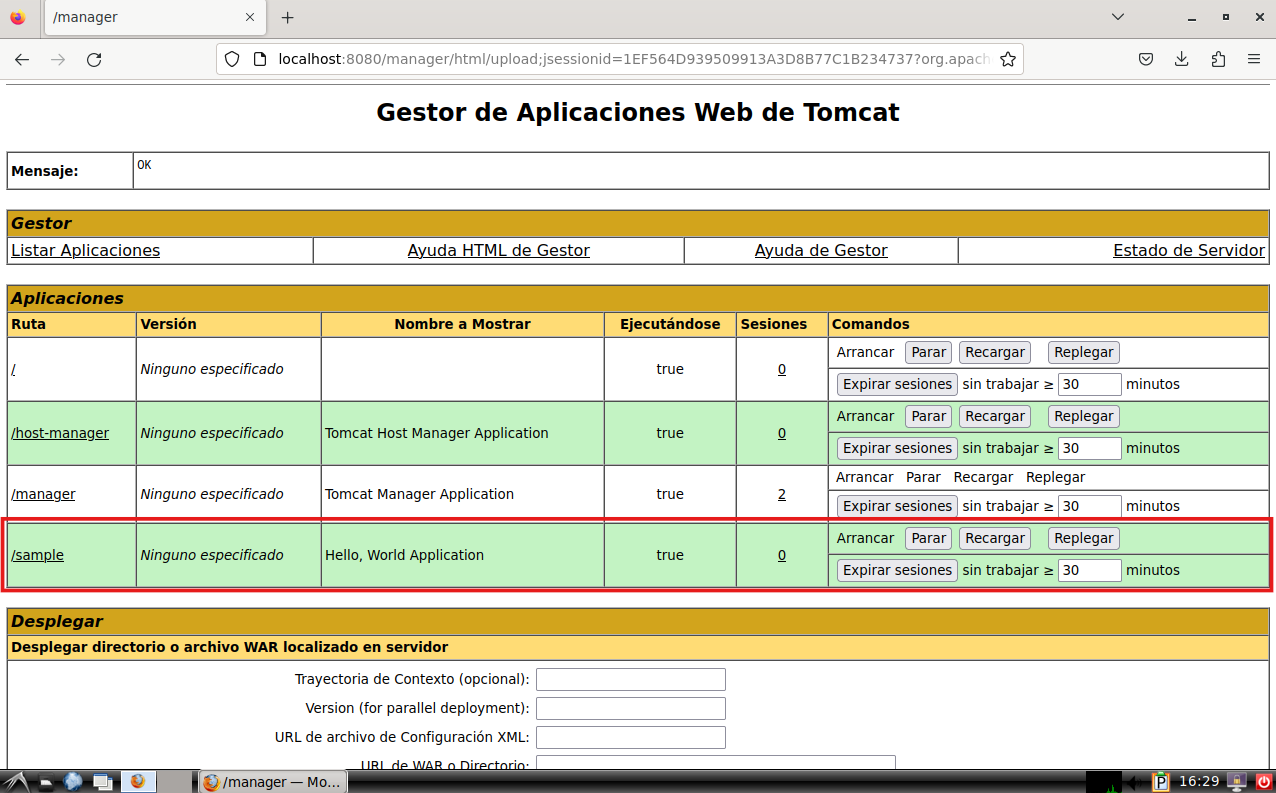 /manager
localhost:8080/manager/html/upload;jsessionid=1EF564D939509913A3D8B77C1B234737?org.apach
Gestor de Aplicaciones Web de Tomcat
Mensaje: OK
Gestor
Listar Aplicaciones Ayuda HTML de Gestor Ayuda de Gestor Estado de Servidor
Aplicaciones
Ruta Versión Nombre a Mostrar Ejecutándose Sesiones Comandos
/ Ninguno especificado true 0 Arrancar Parar Recargar Replegar
Expirar sesiones sin trabajar ≥ 30 minutos
/host-manager Ninguno especificado Tomcat Host Manager Application true 0 Arrancar Parar Recargar Replegar
Expirar sesiones sin trabajar ≥ 30 minutos
/manager Ninguno especificado Tomcat Manager Application true 2 Arrancar Parar Recargar Replegar
Expirar sesiones sin trabajar ≥ 30 minutos
/sample Ninguno especificado Hello, World Application true 0 Arrancar Parar Recargar Replegar
Expirar sesiones sin trabajar ≥ 30 minutos
Desplegar
Desplegar directorio o archivo WAR localizado en servidor
Trayectoria de Contexto (opcional):
Version (for parallel deployment):
URL de archivo de Configuración XML:
URL de WAR o Directorio:
/manager — Mo... P 16:29